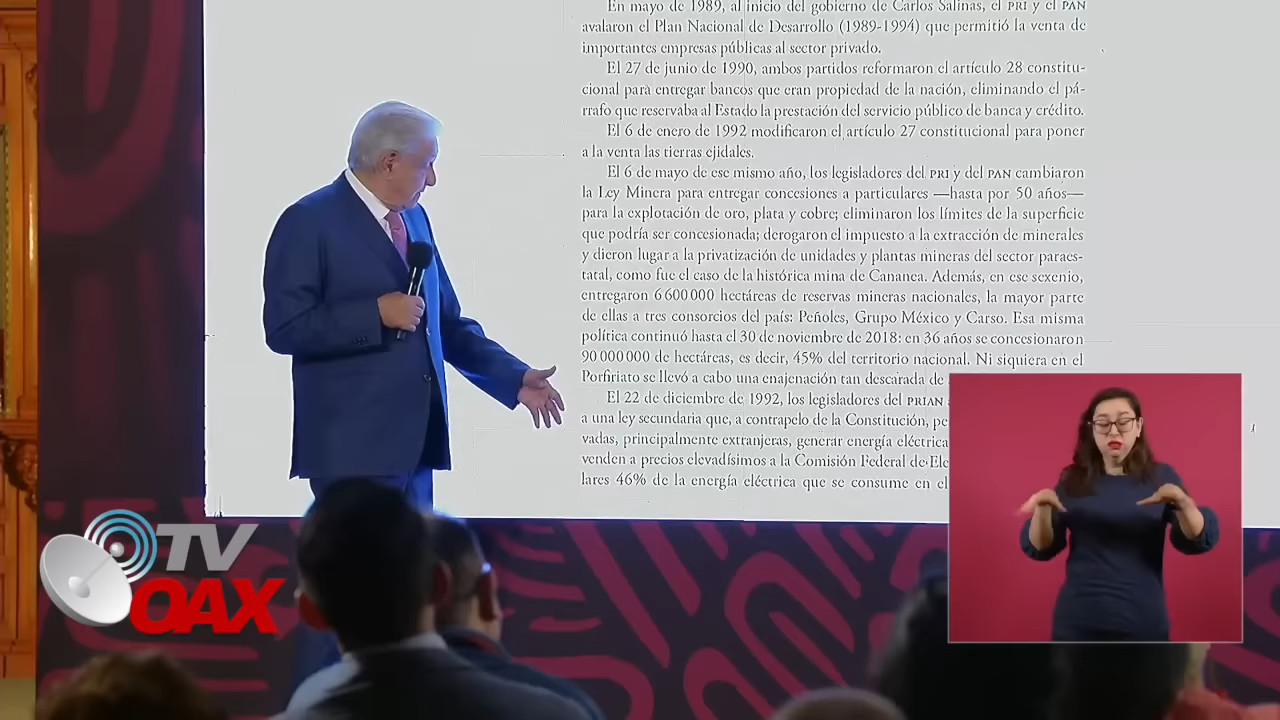 En mayo de 1989, al inicio del gobierno de Carlos Salinas, el PRI y el PAN
avalaron el Plan Nacional de Desarrollo (1989-1994) que permitió la venta de
importantes empresas públicas al sector privado.
El 27 de junio de 1990, ambos partidos reformaron el artículo 28 constitu-
cional para entregar bancos que eran propiedad de la nación, eliminando el pá-
rrafo que reservaba al Estado la prestación del servicio público de banca y crédito.
El 6 de enero de 1992 modificaron el artículo 27 constitucional para poner
a la venta las tierras ejidales.
El 6 de mayo de ese mismo año, los legisladores del PRI y del PAN cambiaron
la Ley Minera para entregar concesiones a particulares —hasta por 50 años—
para la explotación de oro, plata y cobre; eliminaron los límites de la superficie
que podría ser concesionada; derogaron el impuesto a la extracción de minerales
y dieron lugar a la privatización de unidades y plantas mineras del sector paraes-
tatal, como fue el caso de la histórica mina de Cananea. Además, en ese sexenio,
entregaron 6 600 000 hectáreas de reservas mineras nacionales, la mayor parte
de ellas a tres consorcios del país: Peñoles, Grupo México y Carso. Esa misma
política continuó hasta el 30 de noviembre de 2018: en 36 años se concesionaron
90 000 000 de hectáreas, es decir, 45% del territorio nacional. Ni siquiera en el
Porfiriato se llevó a cabo una enajenación tan descarada de
El 22 de diciembre de 1992, los legisladores del PRIAN
a una ley secundaria que, a contrapelo de la Constitución, pe
vadas, principalmente extranjeras, generar energía eléctrica
venden a precios elevadísimos a la Comisión Federal de Ele
lares 46% de la energía eléctrica que se consume en el
TV
OAX